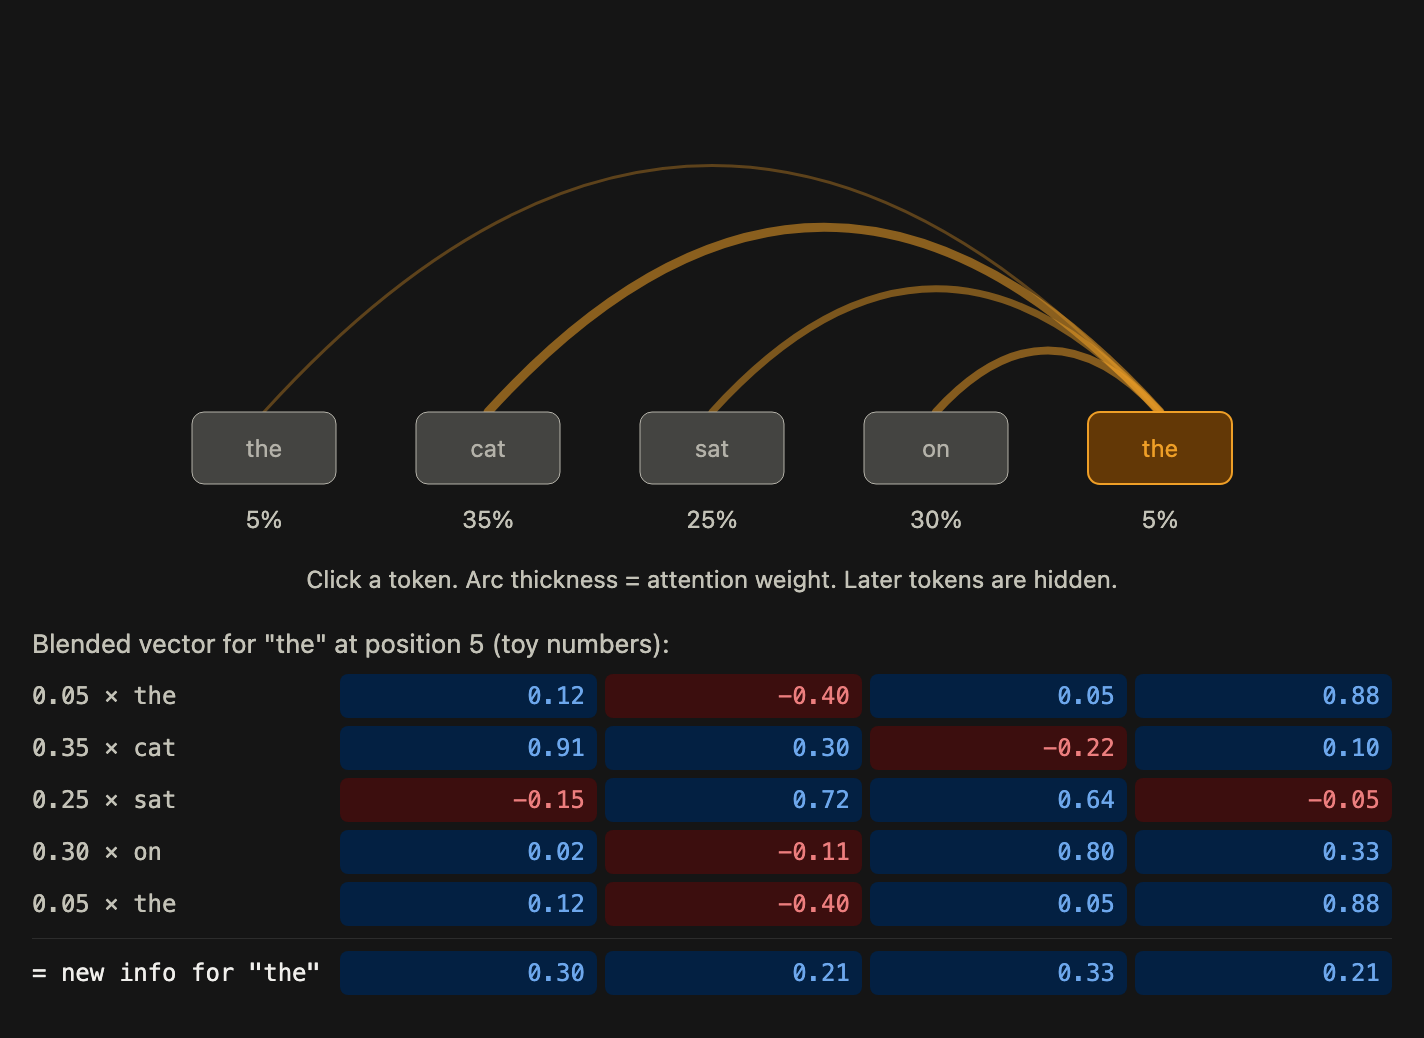 the cat sat on the
5% 35% 25% 30% 5%
Click a token. Arc thickness = attention weight. Later tokens are hidden.
Blended vector for "the" at position 5 (toy numbers):
0.05 × the 0.12 −0.40 0.05 0.88
0.35 × cat 0.91 0.30 −0.22 0.10
0.25 × sat −0.15 0.72 0.64 −0.05
0.30 × on 0.02 −0.11 0.80 0.33
0.05 × the 0.12 −0.40 0.05 0.88
= new info for "the" 0.30 0.21 0.33 0.21